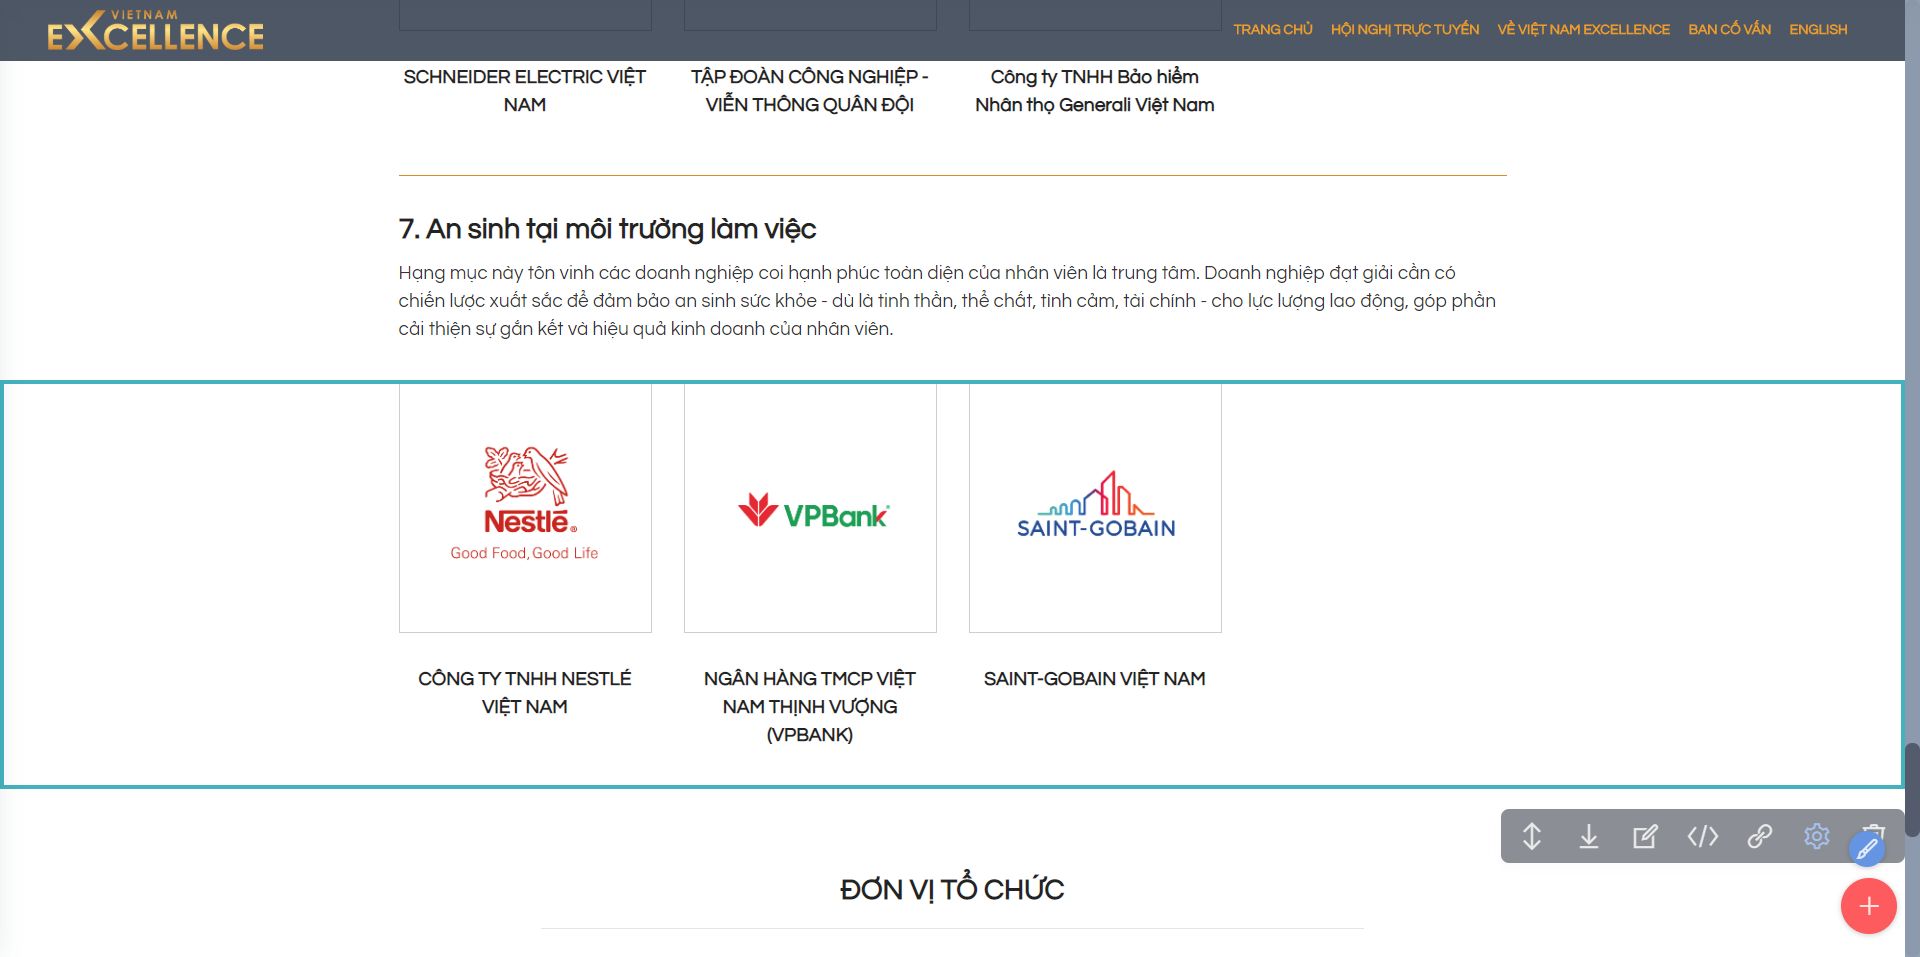 VIETNAM
EXCELLENCE
TRANG CHỦ
HỘI NGHỊ TRỰC TUYẾN
VỀ VIỆT NAM EXCELLENCE
BAN CỐ VẤN
ENGLISH
SCHNEIDER ELECTRIC VIỆT
NAM
TẬP ĐOÀN CÔNG NGHIỆP -
VIỄN THÔNG QUÂN ĐỘI
Công ty TNHH Bảo hiểm
Nhân thọ Generali Việt Nam
7. An sinh tại môi trường làm việc
Hạng mục này tôn vinh các doanh nghiệp coi hạnh phúc toàn diện của nhân viên là trung tâm. Doanh nghiệp đạt giải cần có
chiến lược xuất sắc để đảm bảo an sinh sức khỏe - dù là tinh thần, thể chất, tình cảm, tài chính - cho lực lượng lao động, góp phần
cải thiện sự gắn kết và hiệu quả kinh doanh của nhân viên.
Nestlé®
Good Food, Good Life
VPBank
SAINT-GOBAIN
CÔNG TY TNHH NESTLÉ
VIỆT NAM
NGÂN HÀNG TMCP VIỆT
NAM THỊNH VƯỢNG
(VPBANK)
SAINT-GOBAIN VIỆT NAM
ĐƠN VỊ TỔ CHỨC